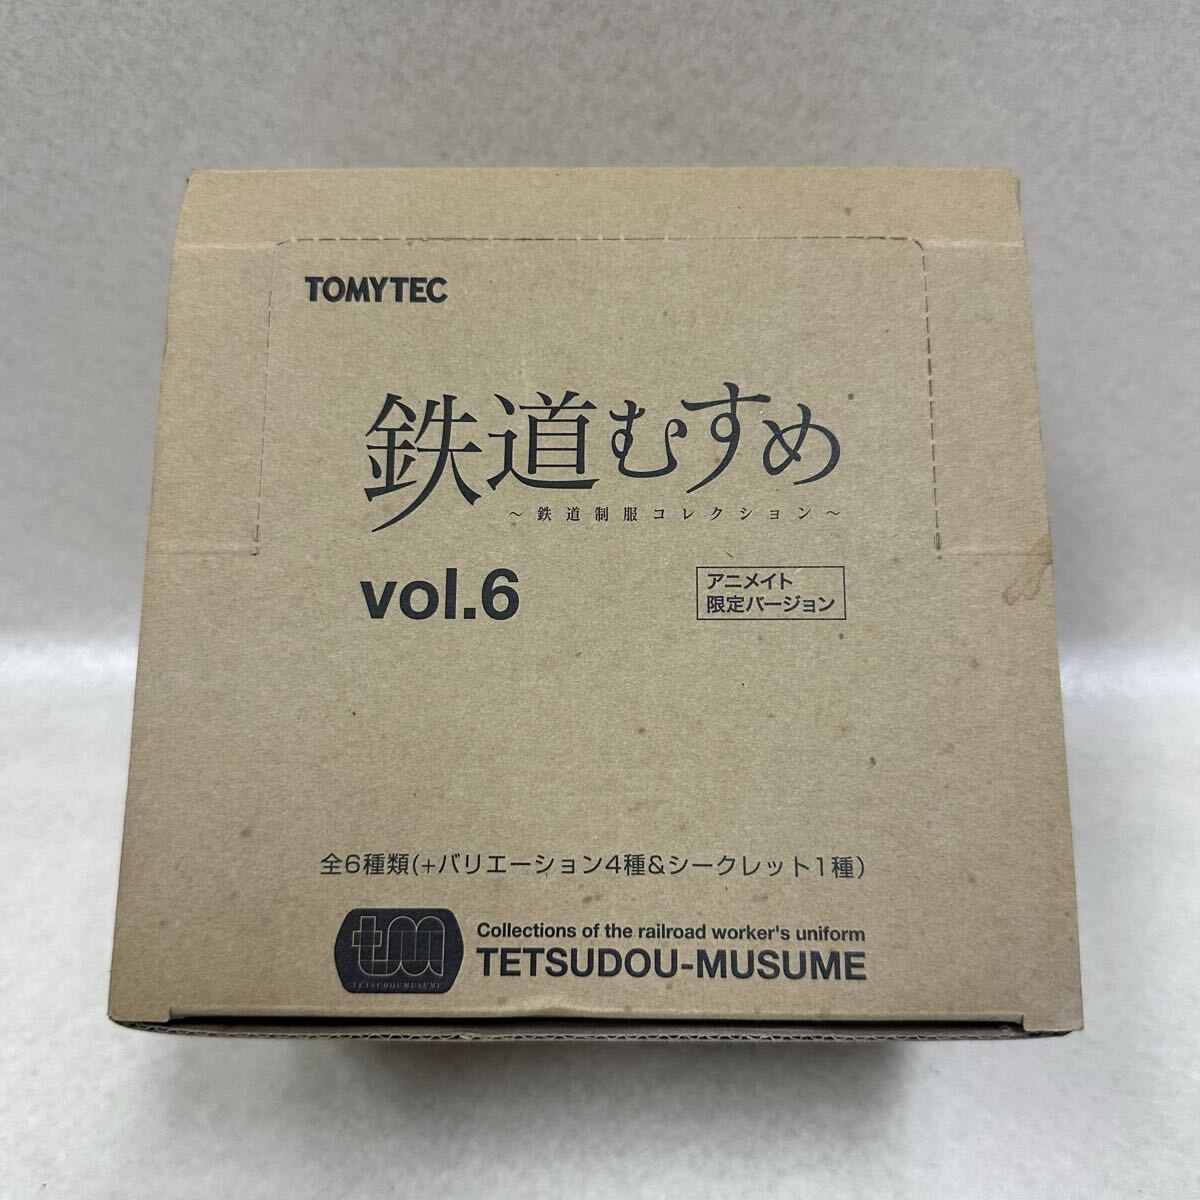 TOMYTEC
鉄道むすめ®
～鉄道制服コレクション～
vol.6
アニメイト
限定バージョン
全6種類(+バリエーション4種&シークレット1種)
tm
TETSUDOUMUSUME
Collections of the railroad worker's uniform
TETSUDOU-MUSUME